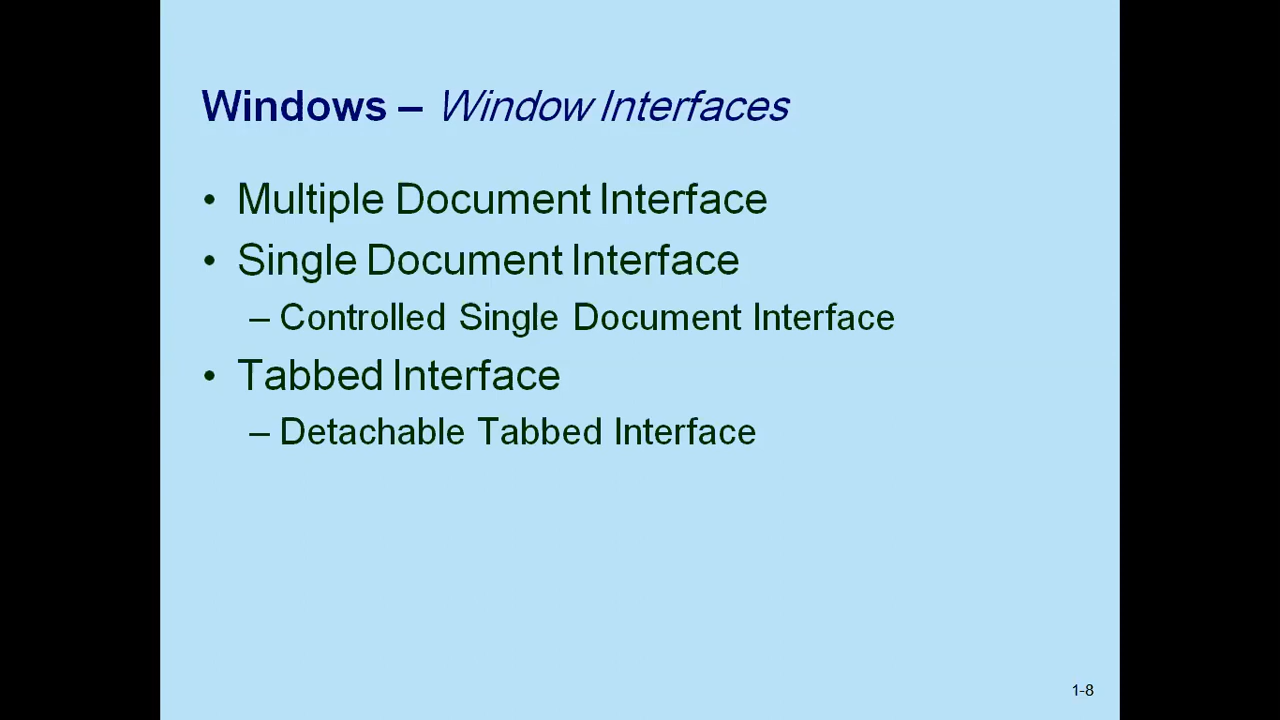 Windows – Window Interfaces
• Multiple Document Interface
• Single Document Interface
– Controlled Single Document Interface
• Tabbed Interface
– Detachable Tabbed Interface
1-8